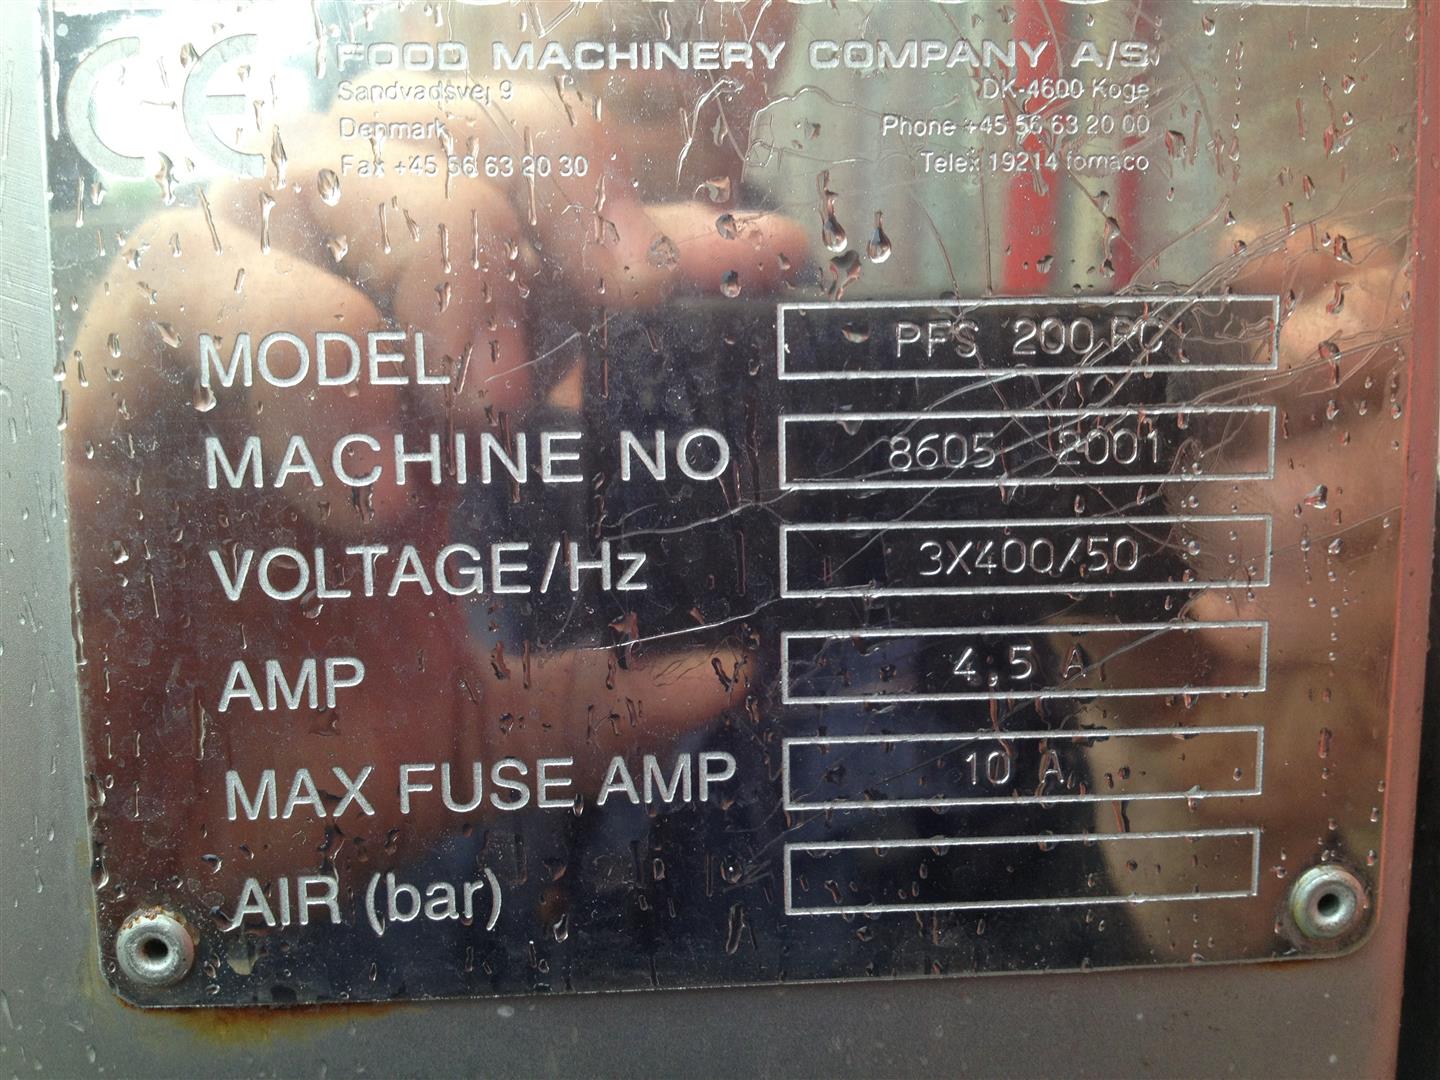 CE
FOOD MACHINERY COMPANY A/S
Sandvadsvej 9 DK-4600 Koge
Denmark Phone +45 56 63 20 00
Fax +45 56 63 20 30 Telex 19214 fomaco
MODEL PFS 200 RC
MACHINE NO 8605 2001
VOLTAGE/Hz 3X400/50
AMP 4,5 A
MAX FUSE AMP 10 A
AIR (bar)